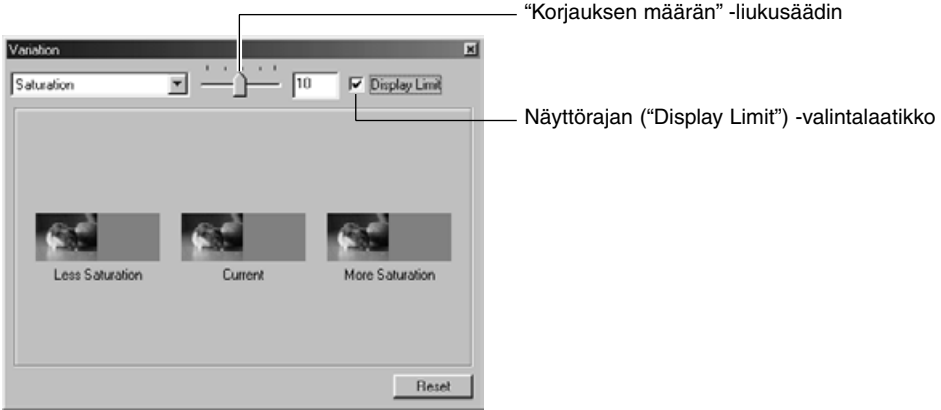 “Korjauksen määrän” -liukusäädin
Variation
Saturation
10
Display Limit
Näyttörajan (“Display Limit”) -valintalaatikko
Less Saturation
Current
More Saturation
Reset